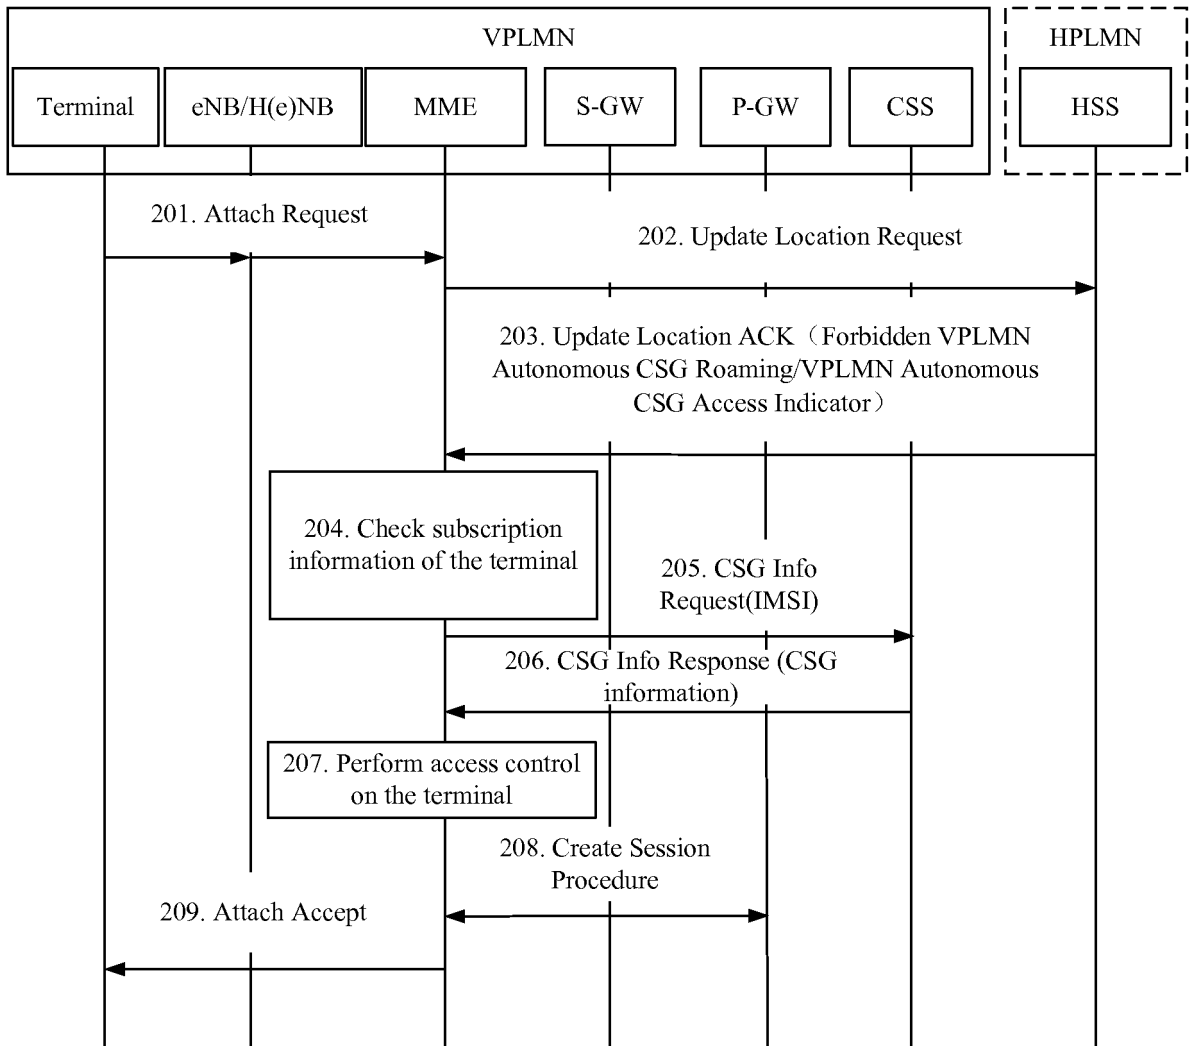 VPLMN
HPLMN
Terminal
eNB/H(e)NB
MME
S-GW
P-GW
CSS
HSS
201. Attach Request
202. Update Location Request
203. Update Location ACK（Forbidden VPLMN
Autonomous CSG Roaming/VPLMN Autonomous
CSG Access Indicator）
204. Check subscription
information of the terminal
205. CSG Info
Request(IMSI)
206. CSG Info Response (CSG
information)
207. Perform access control
on the terminal
208. Create Session
Procedure
209. Attach Accept